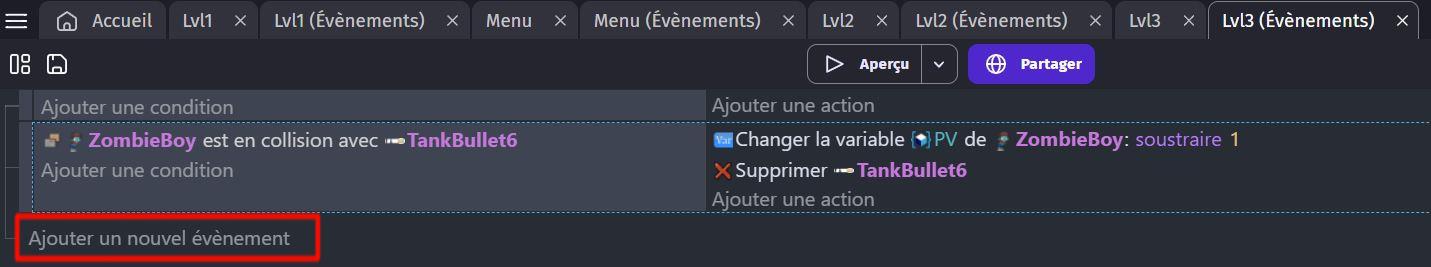 Accueil Lvl1 Lvl1 (Évènements) Menu Menu (Évènements) Lvl2 Lvl2 (Évènements) Lvl3 Lvl3 (Évènements)
Aperçu Partager
Ajouter une condition Ajouter une action
ZombieBoy est en collision avec TankBullet6 Var Changer la variable PV de ZombieBoy: soustraire 1
Ajouter une condition Supprimer TankBullet6
Ajouter une action
Ajouter un nouvel évènement